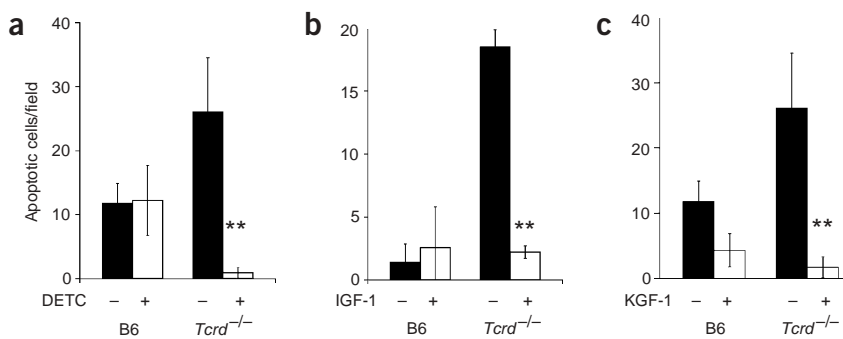 a
Apoptotic cells/field
40
30
20
10
0
DETC – + – +
B6 Tcrd–/–
**
b
20
15
10
5
0
IGF-1 – + – +
B6 Tcrd–/–
**
c
40
30
20
10
0
KGF-1 – + – +
B6 Tcrd–/–
**